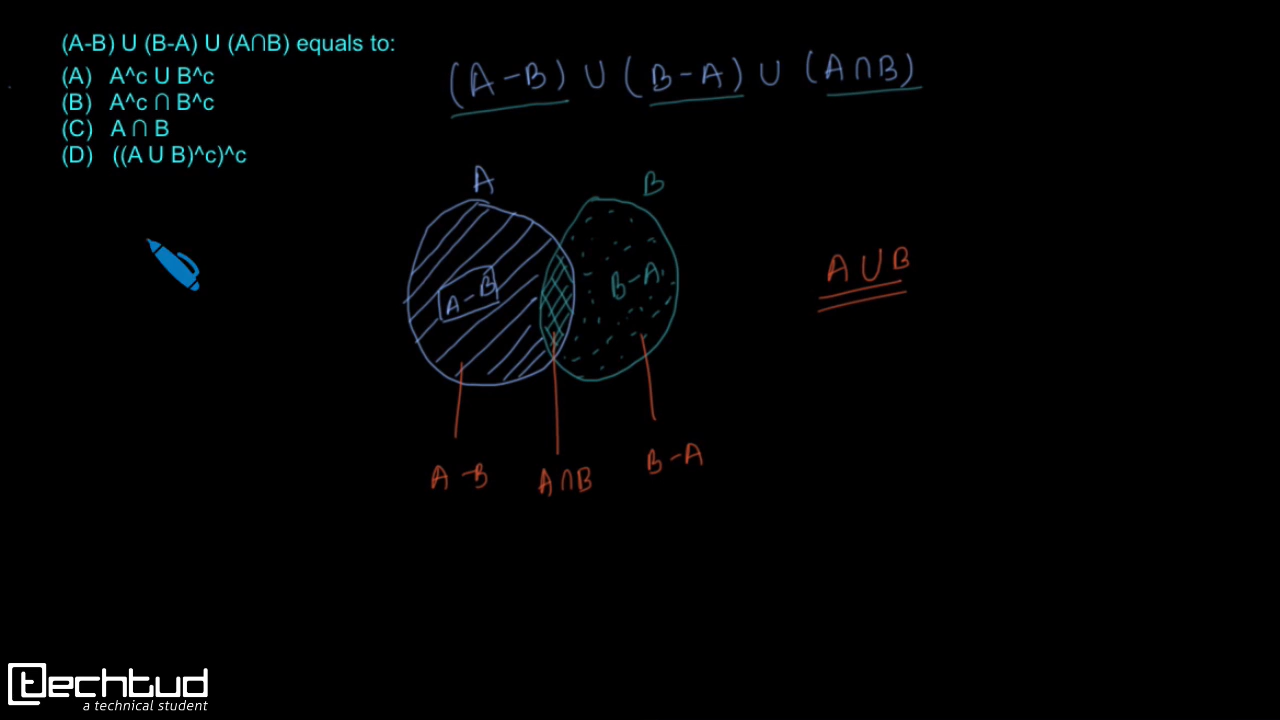 (A-B) U (B-A) U (A∩B) equals to:
(A) A^c U B^c
(B) A^c ∩ B^c
(C) A ∩ B
(D) ((A U B)^c)^c
(A-B) ∪ (B-A) ∪ (A∩B)
A
B
A-B
B-A
A∪B
A-B
A∩B
B-A
techtud
a technical student